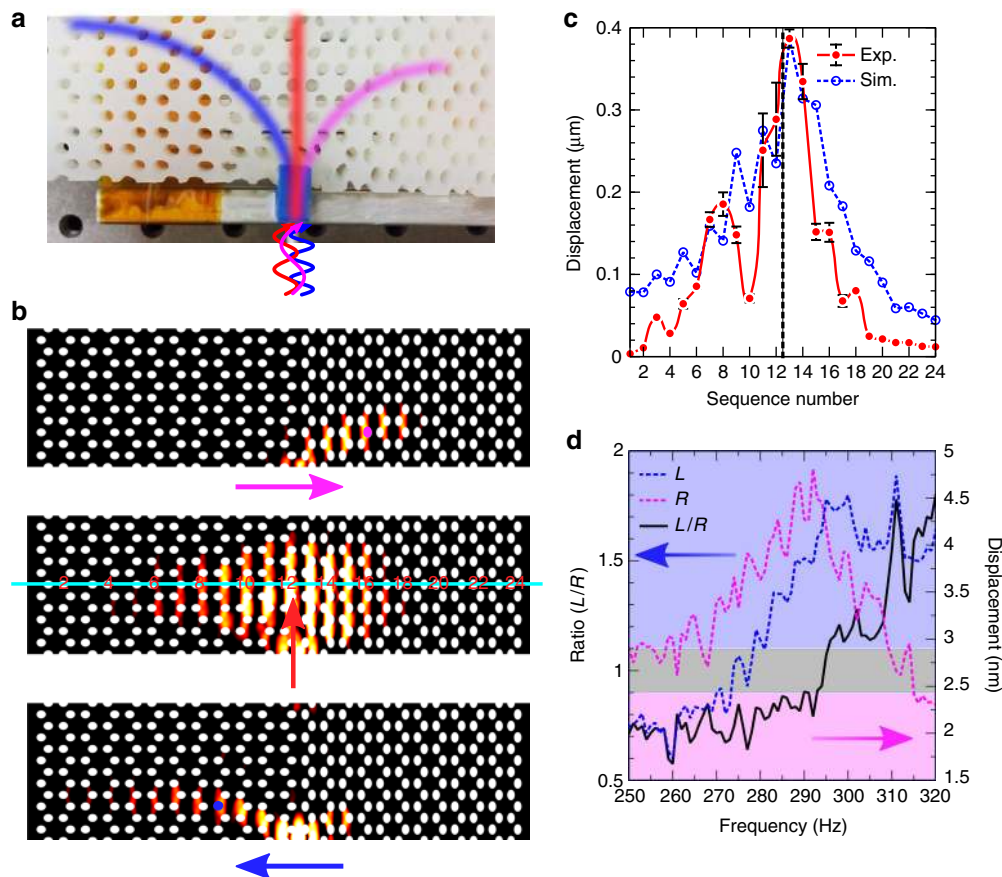 a
b
2 4 6 8 10 12 14 16 18 20 22 24
c
Displacement (μm)
0.4
0.3
0.2
0.1
0
Exp.
Sim.
2 4 6 8 10 12 14 16 18 20 22 24
Sequence number
d
Ratio (L/R)
2
1.5
1
0.5
L
R
L/R
5
4.5
4
3.5
3
2.5
2
1.5
Displacement (nm)
250 260 270 280 290 300 310 320
Frequency (Hz)